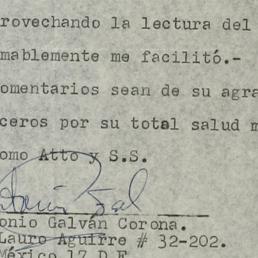 rovechando la lectura del
mablemente me facilitó.-
omentarios sean de su agra
ceros por su total salud m
omo Atto y S.S.
onio Galván Corona.
Lauro Aguirre # 32-202.
México 17 D F